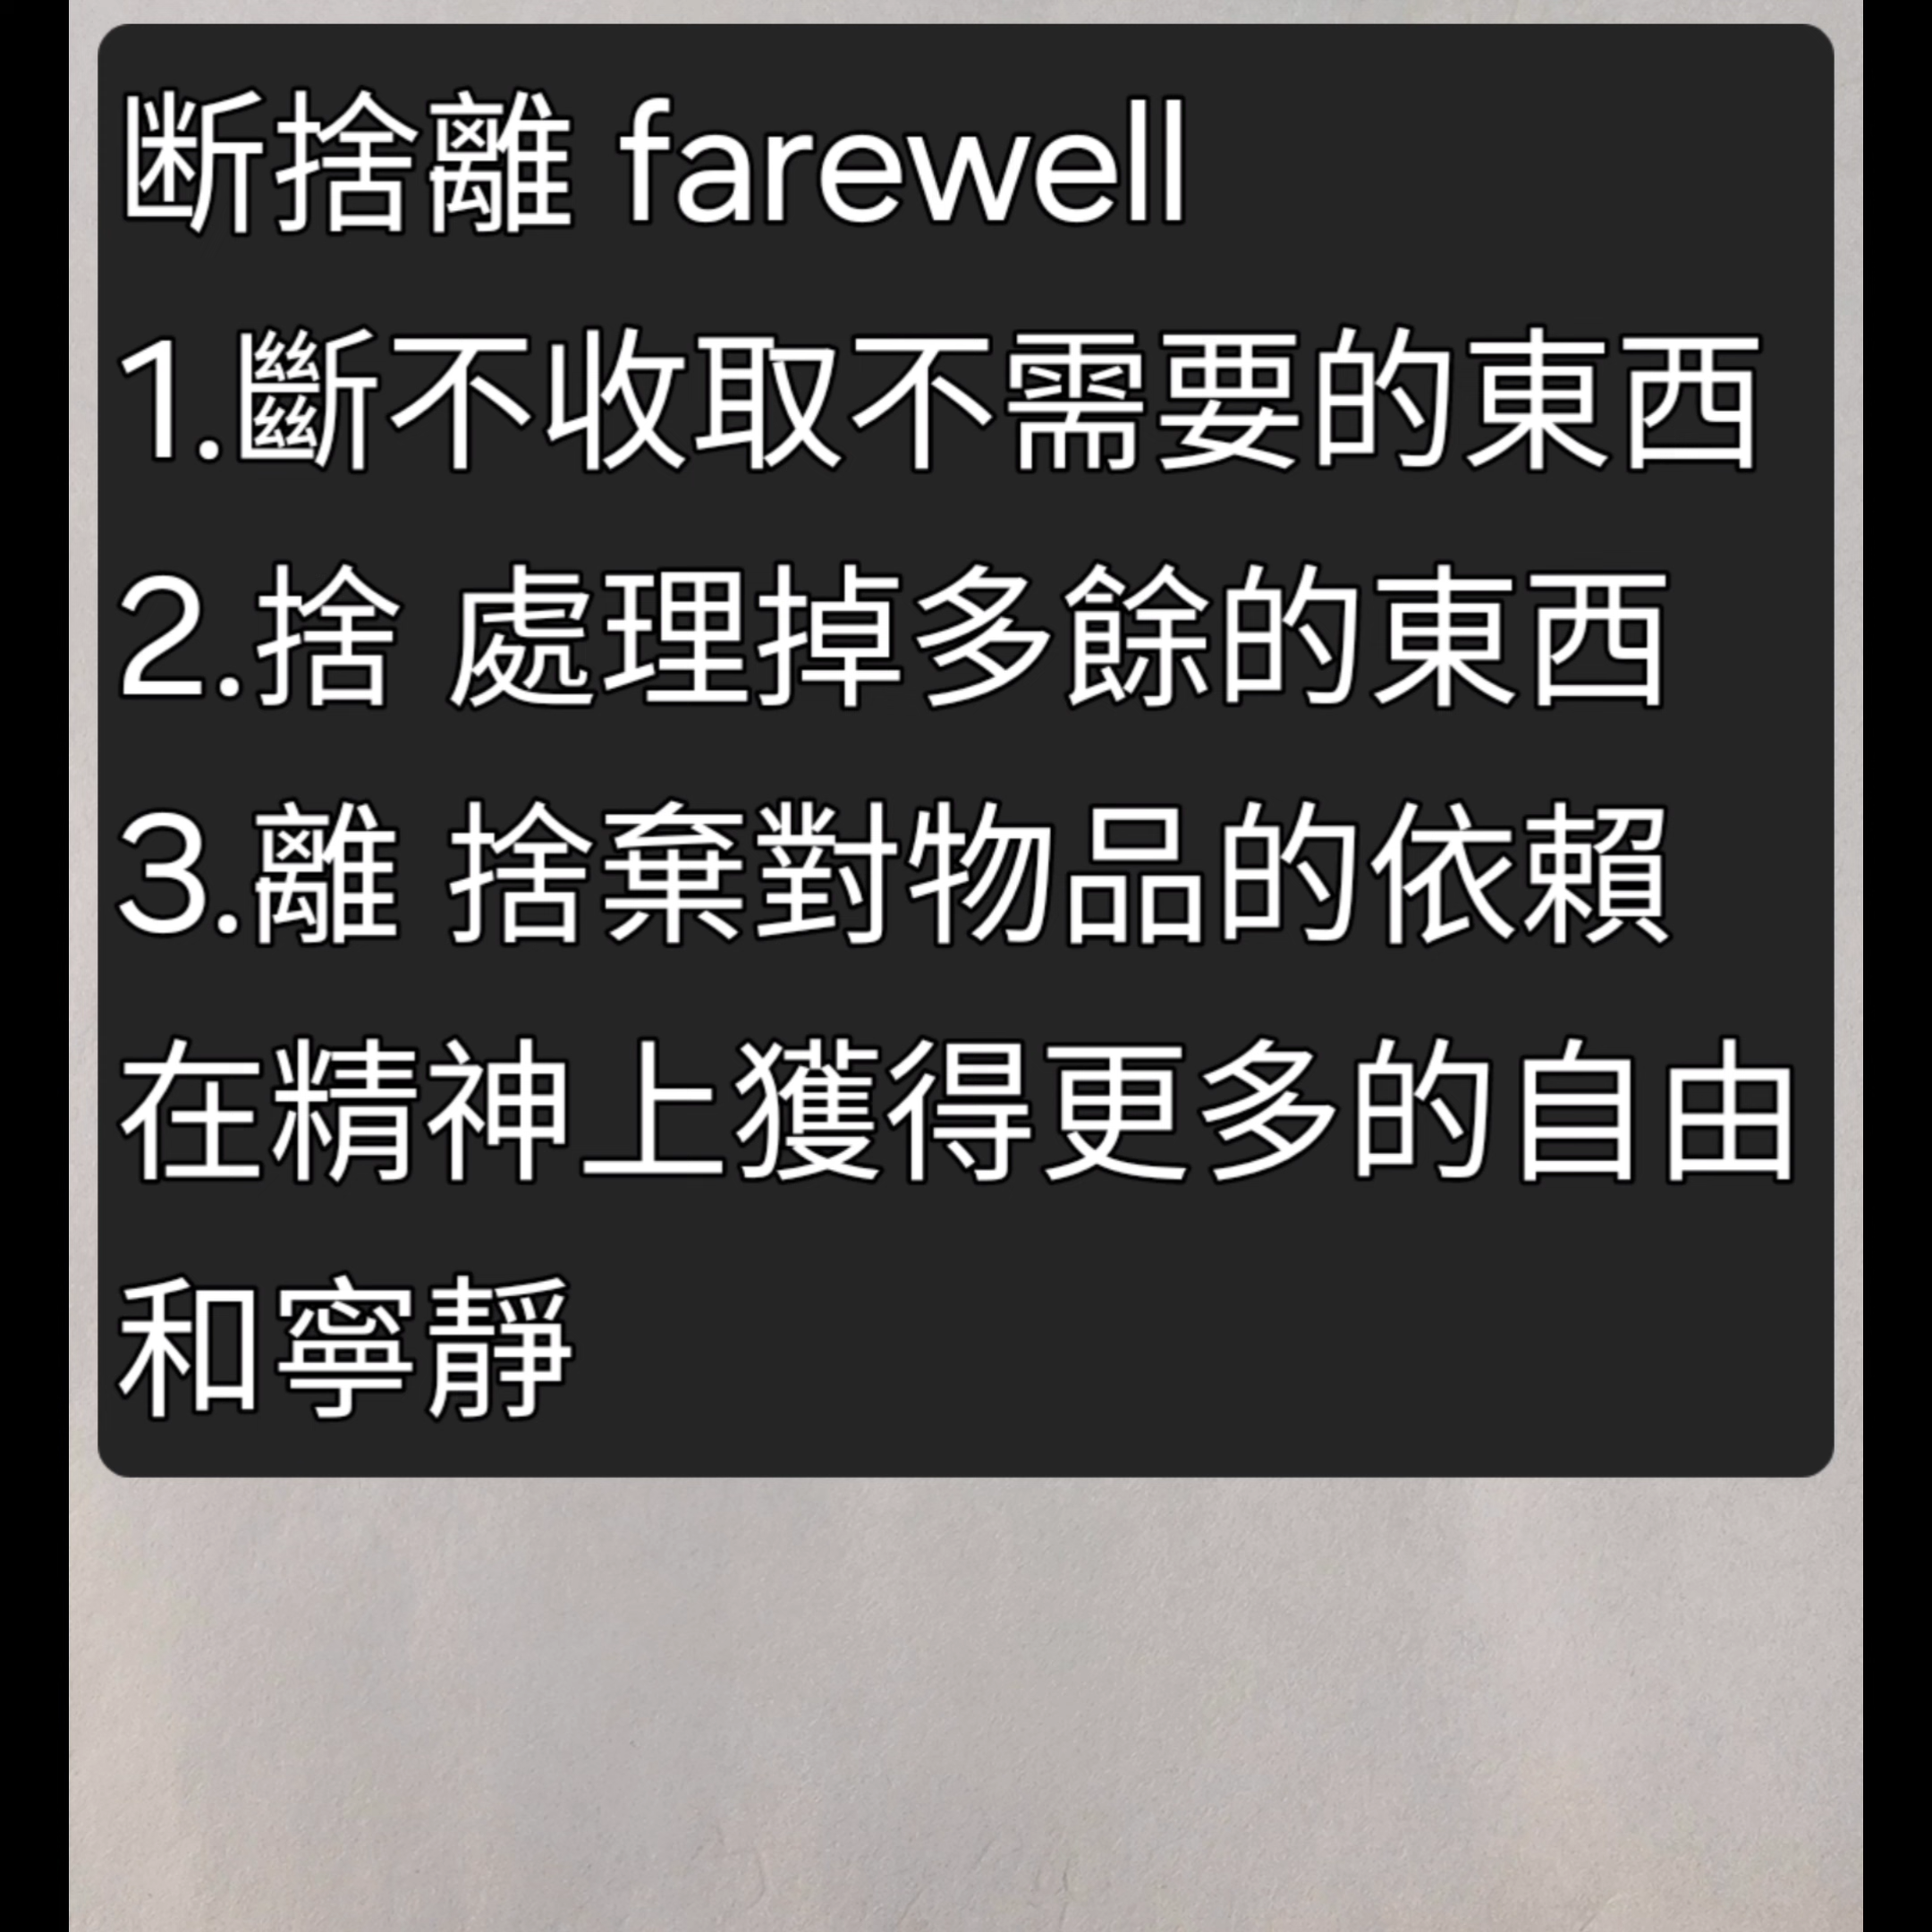 断捨離 farewell
1.斷不收取不需要的東西
2.捨 處理掉多餘的東西
3.離 捨棄對物品的依賴
在精神上獲得更多的自由
和寧靜